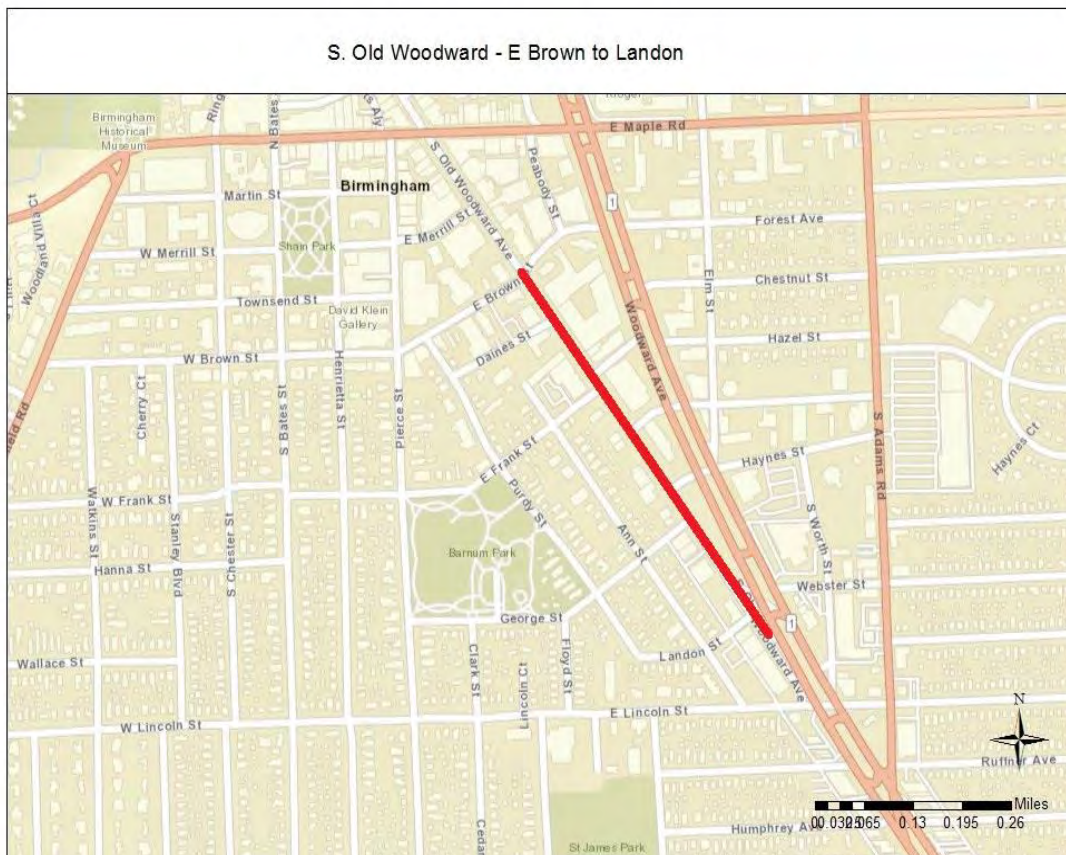 S. Old Woodward - E Brown to Landon
Birmingham
Historical
Museum
N Bates
E Maple Rd
1
Peabody St
S Old Woodward Ave
Martin St
Birmingham
E Merrill St
Forest Ave
W Merrill St
Shain Park
Woodland Villa Ct
Townsend St
David Klein
Gallery
E Brown
Elm St
Chestnut St
Woodward Ave
Hazel St
Daines St
W Brown St
Henrietta St
Cherry Ct
S Bates St
Pierce St
S Adams Rd
Haynes Ct
Haynes St
E Frank St
Purdy St
W Frank St
Watkins St
Stanley Blvd
S Chester St
Ann St
S Worth St
Barnum Park
Hanna St
Webster St
George St
1
Woodward Ave
Wallace St
Clark St
Lincoln Ct
Floyd St
Landon St
W Lincoln St
E Lincoln St
N
Ruffner Ave
Miles
0.13 0.195 0.26
Humphrey Ave
St James Park